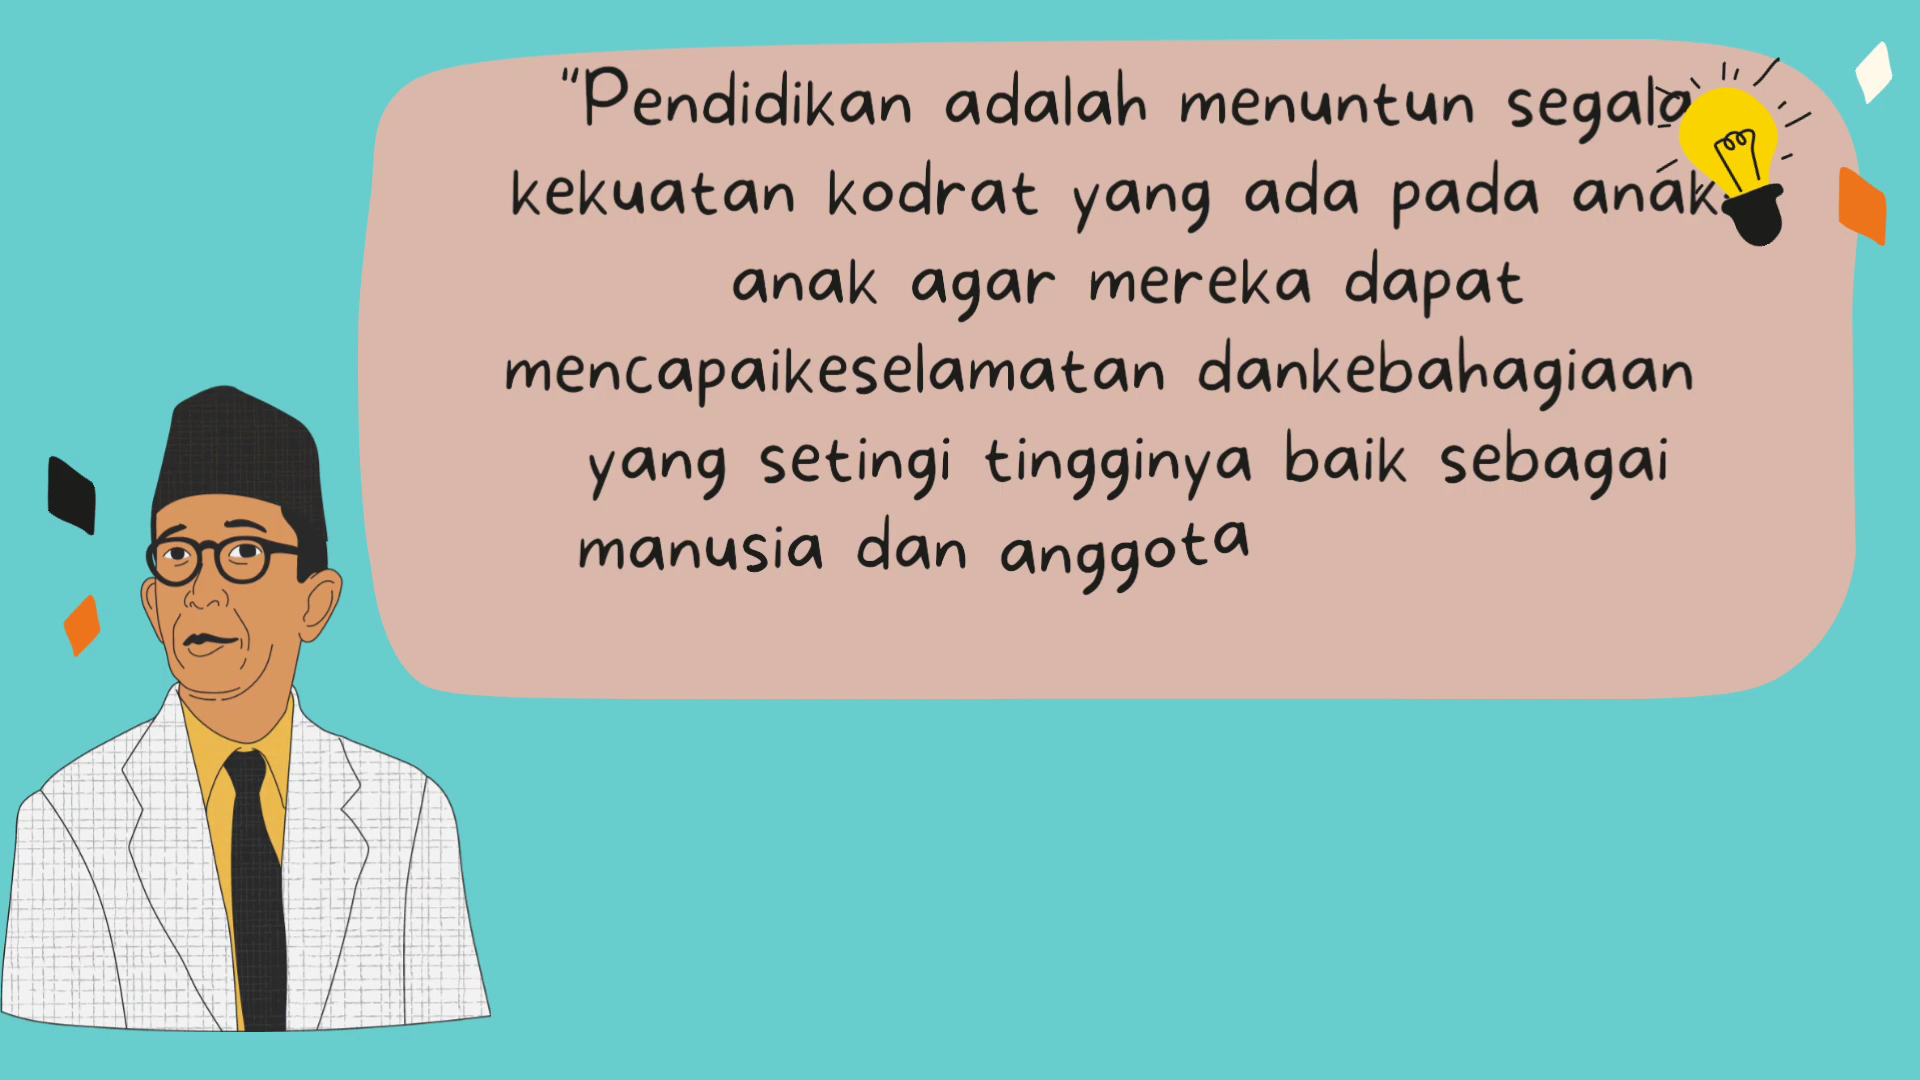 "Pendidikan adalah menuntun segala
kekuatan kodrat yang ada pada anak
anak agar mereka dapat
mencapaikeselamatan dankebahagiaan
yang setingi tingginya baik sebagai
manusia dan anggota